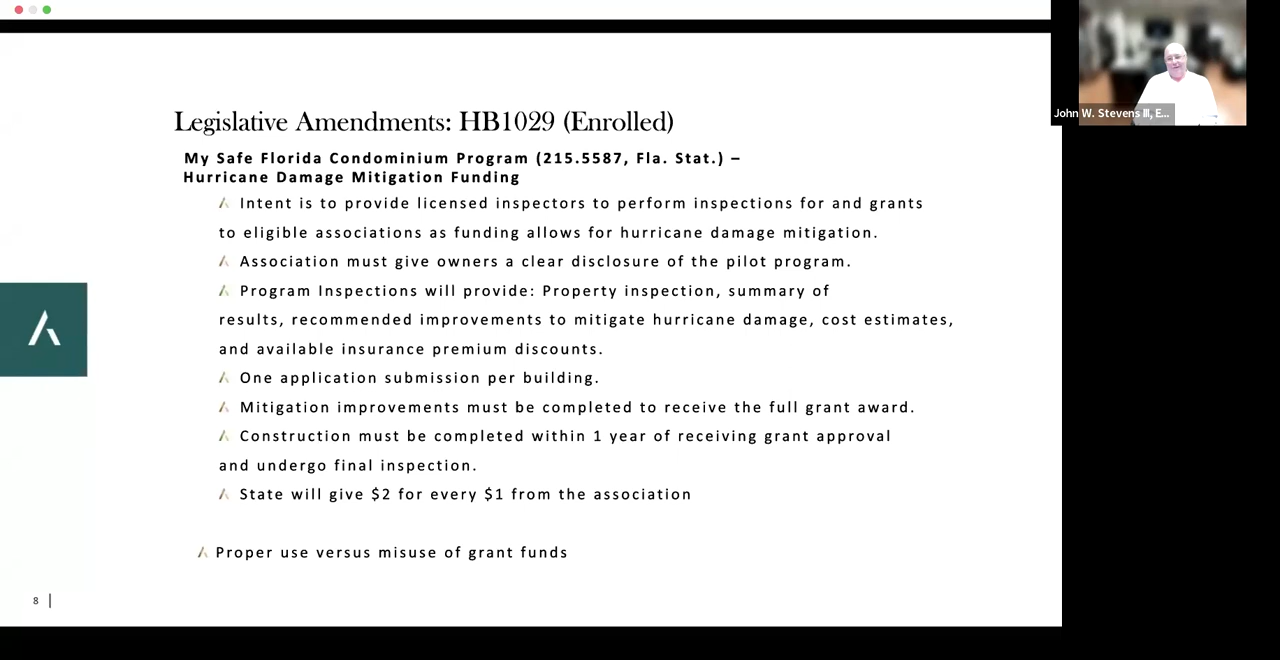 Legislative Amendments: HB1029 (Enrolled)
My Safe Florida Condominium Program (215.5587, Fla. Stat.) –
Hurricane Damage Mitigation Funding
Intent is to provide licensed inspectors to perform inspections for and grants
to eligible associations as funding allows for hurricane damage mitigation.
Association must give owners a clear disclosure of the pilot program.
Program Inspections will provide: Property inspection, summary of
results, recommended improvements to mitigate hurricane damage, cost estimates,
and available insurance premium discounts.
One application submission per building.
Mitigation improvements must be completed to receive the full grant award.
Construction must be completed within 1 year of receiving grant approval
and undergo final inspection.
State will give $2 for every $1 from the association
Proper use versus misuse of grant funds
8
John W. Stevens III, E...